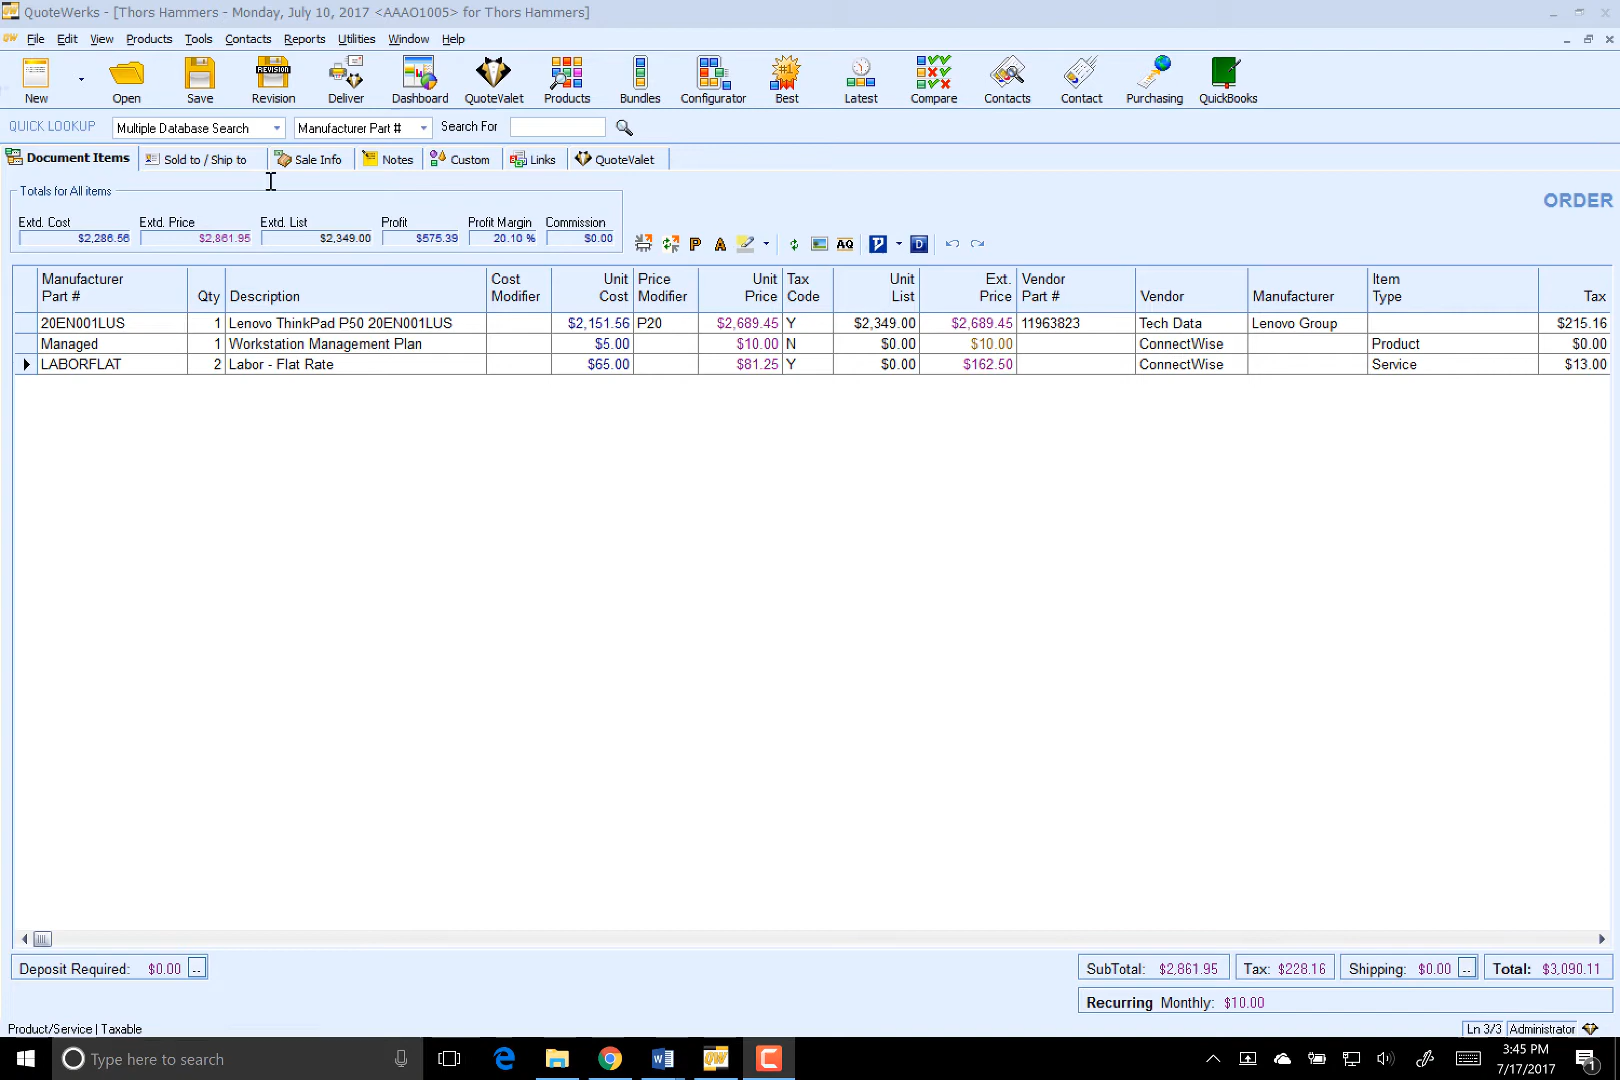 QuoteWerks - [Thors Hammers - Monday, July 10, 2017 <AAAO1005> for Thors Hammers]
File Edit View Products Tools Contacts Reports Utilities Window Help
New Open Save Revision Deliver Dashboard QuoteValet Products Bundles Configurator Best Latest Compare Contacts Contact Purchasing QuickBooks
QUICK LOOKUP Multiple Database Search Manufacturer Part # Search For
Document Items Sold to / Ship to Sale Info Notes Custom Links QuoteValet
Totals for All items
ORDER
Extd. Cost Extd. Price Extd. List Profit Profit Margin Commission
$2,286.56 $2,861.95 $2,349.00 $575.39 20.10 % $0.00
Manufacturer Part # Qty Description Cost Modifier Unit Cost Price Modifier Unit Price Tax Code Unit List Ext. Price Vendor Part # Vendor Manufacturer Item Type Tax
20EN001LUS 1 Lenovo ThinkPad P50 20EN001LUS $2,151.56 P20 $2,689.45 Y $2,349.00 $2,689.45 11963823 Tech Data Lenovo Group $215.16
Managed 1 Workstation Management Plan $5.00 $10.00 N $0.00 $10.00 ConnectWise Product $0.00
LABORFLAT 2 Labor - Flat Rate $65.00 $81.25 Y $0.00 $162.50 ConnectWise Service $13.00
Deposit Required: $0.00 .. SubTotal: $2,861.95 Tax: $228.16 Shipping: $0.00 .. Total: $3,090.11
Recurring Monthly: $10.00
Product/Service | Taxable Ln 3/3 Administrator
Type here to search
3:45 PM
7/17/2017
1